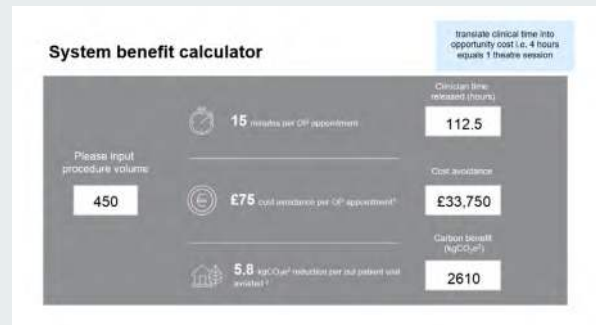 System benefit calculator
translate clinical time into
opportunity cost i.e. 4 hours
equals 1 theatre session
Please input
procedure volume
450
15 minutes per OP appointment
Clinician time
released (hours)
112.5
£75 cost avoidance per OP appointment
Cost avoidance
£33,750
5.8 kgCO₂e² reduction per out patient visit
avoided
Carbon benefit
(kgCO₂e²)
2610